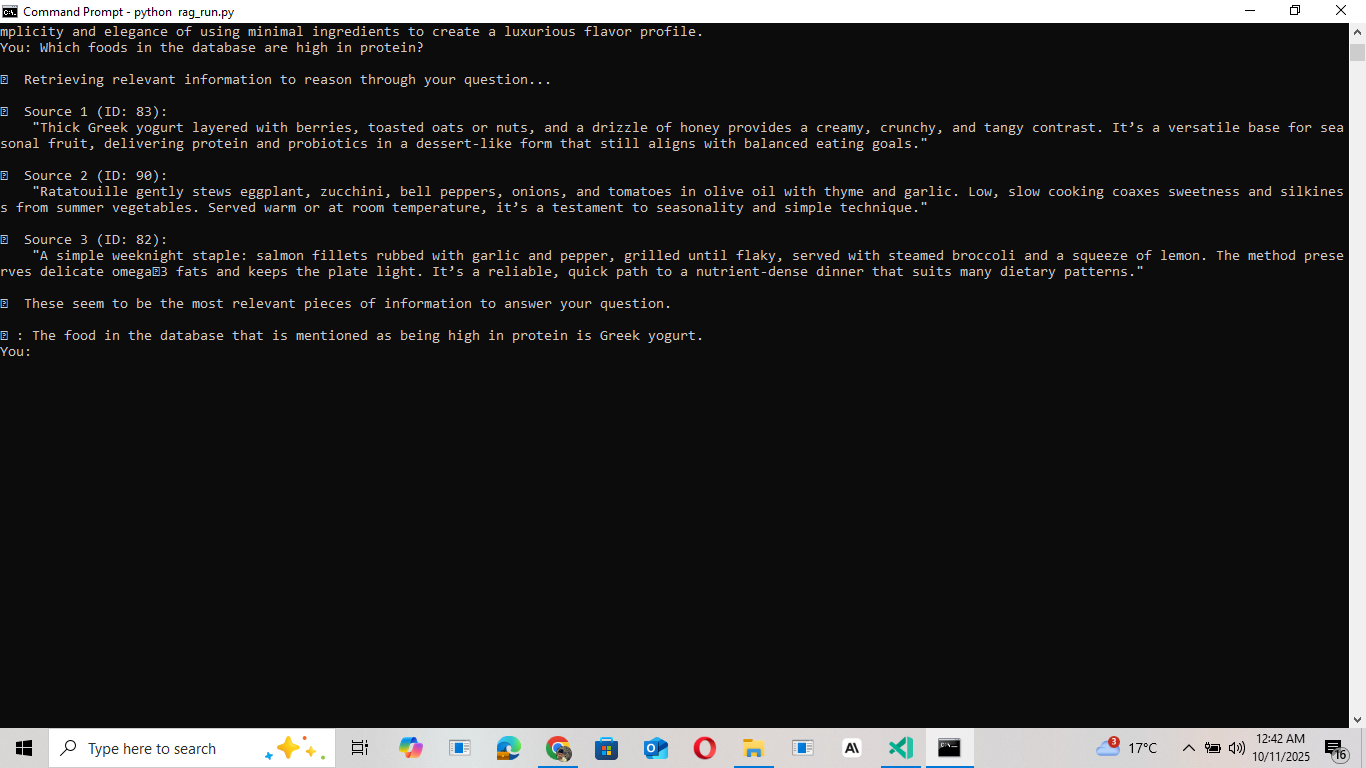 Command Prompt - python rag_run.py
mplicity and elegance of using minimal ingredients to create a luxurious flavor profile.
You: Which foods in the database are high in protein?
Retrieving relevant information to reason through your question...
Source 1 (ID: 83):
"Thick Greek yogurt layered with berries, toasted oats or nuts, and a drizzle of honey provides a creamy, crunchy, and tangy contrast. It’s a versatile base for sea
sonal fruit, delivering protein and probiotics in a dessert-like form that still aligns with balanced eating goals."
Source 2 (ID: 90):
"Ratatouille gently stews eggplant, zucchini, bell peppers, onions, and tomatoes in olive oil with thyme and garlic. Low, slow cooking coaxes sweetness and silkines
s from summer vegetables. Served warm or at room temperature, it’s a testament to seasonality and simple technique."
Source 3 (ID: 82):
"A simple weeknight staple: salmon fillets rubbed with garlic and pepper, grilled until flaky, served with steamed broccoli and a squeeze of lemon. The method prese
rves delicate omega⍰3 fats and keeps the plate light. It’s a reliable, quick path to a nutrient-dense dinner that suits many dietary patterns."
These seem to be the most relevant pieces of information to answer your question.
: The food in the database that is mentioned as being high in protein is Greek yogurt.
You:
Type here to search
3
17°C
12:42 AM
10/11/2025
16